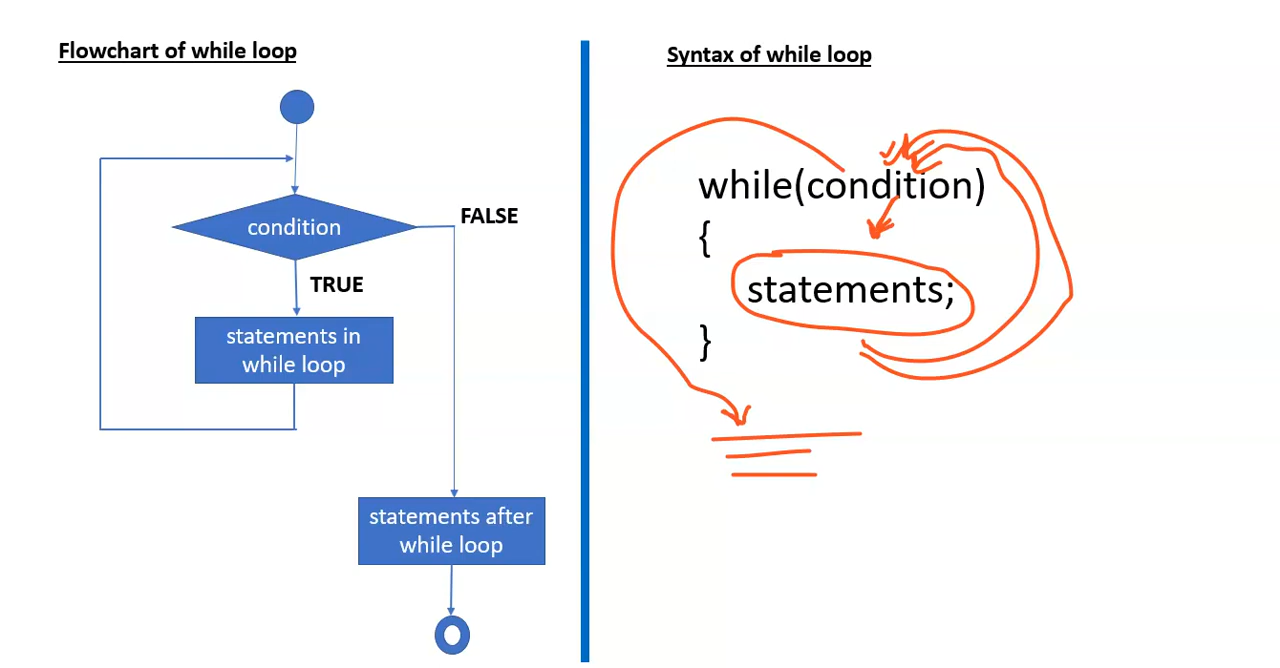 Flowchart of while loop
condition
FALSE
TRUE
statements in
while loop
statements after
while loop
Syntax of while loop
while(condition)
{
statements;
}